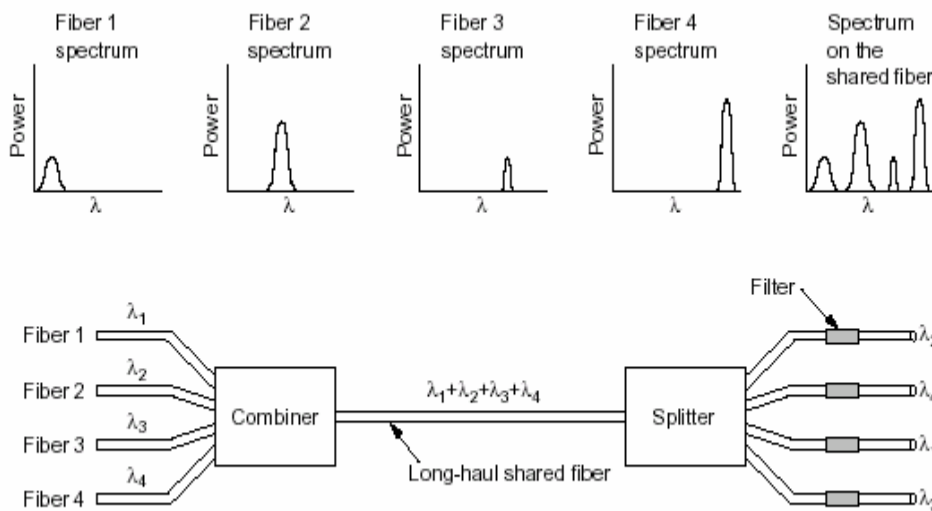 Fiber 1
spectrum
Fiber 2
spectrum
Fiber 3
spectrum
Fiber 4
spectrum
Spectrum
on the
shared fiber
Power
Power
Power
Power
Power
λ
λ
λ
λ
λ
Filter
Fiber 1
λ₁
Fiber 2
λ₂
Fiber 3
λ₃
Fiber 4
λ₄
Combiner
λ₁+λ₂+λ₃+λ₄
Long-haul shared fiber
Splitter
λ
λ
λ
λ